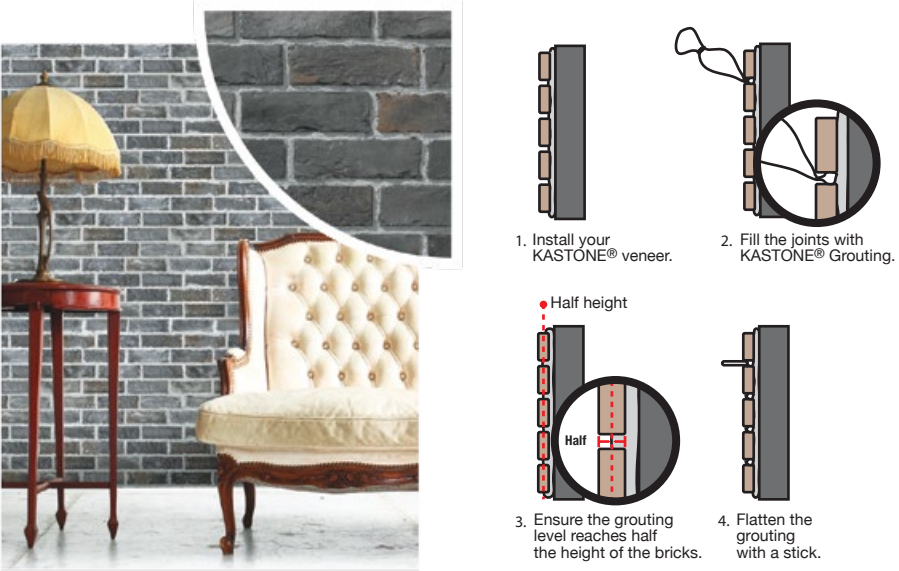 1. Install your
KASTONE® veneer.
2. Fill the joints with
KASTONE® Grouting.
Half height
Half
3. Ensure the grouting
level reaches half
the height of the bricks.
4. Flatten the
grouting
with a stick.